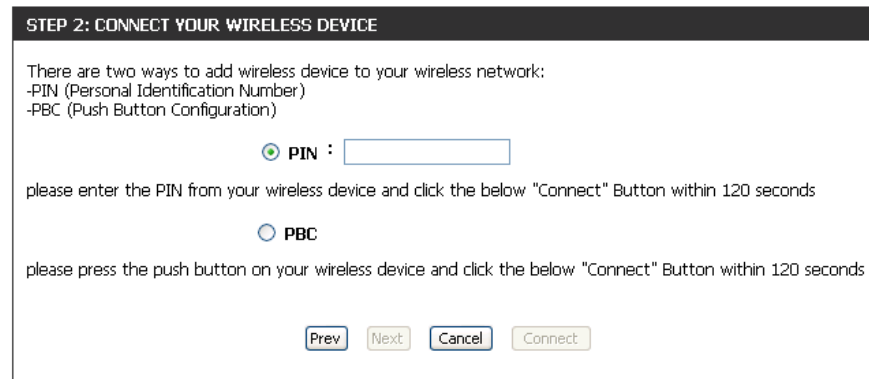 STEP 2: CONNECT YOUR WIRELESS DEVICE
There are two ways to add wireless device to your wireless network:
-PIN (Personal Identification Number)
-PBC (Push Button Configuration)
PIN :
please enter the PIN from your wireless device and click the below "Connect" Button within 120 seconds
PBC
please press the push button on your wireless device and click the below "Connect" Button within 120 seconds
Prev Next Cancel Connect